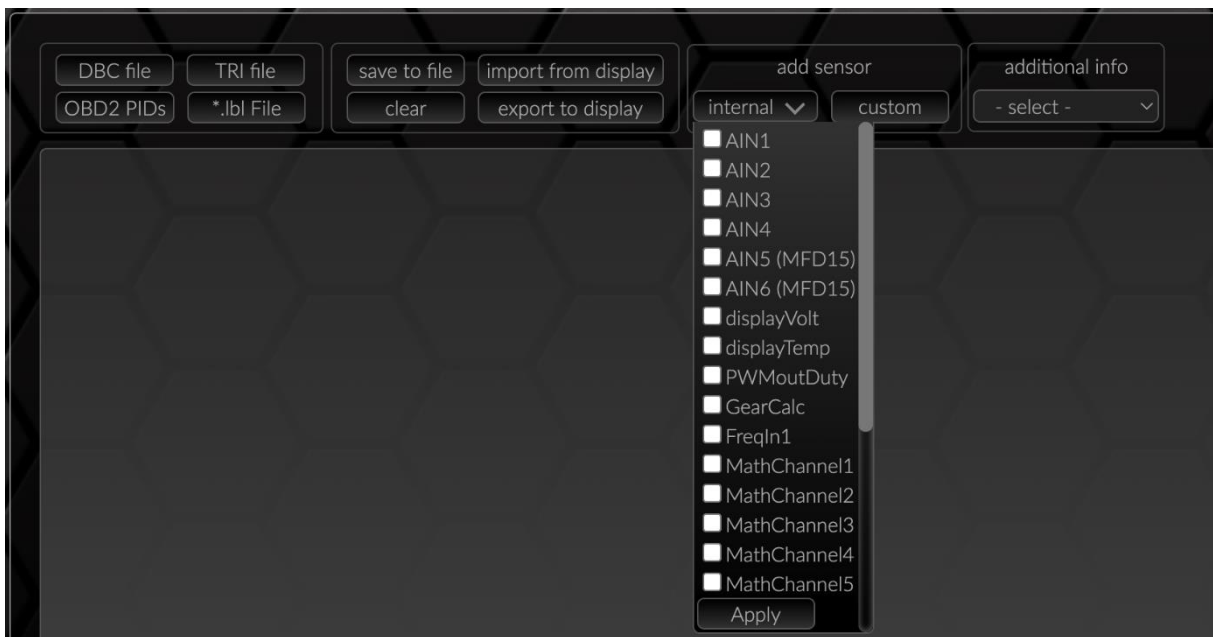 DBC file
TRI file
OBD2 PIDs
*.lbl File
save to file
import from display
clear
export to display
add sensor
internal
custom
additional info
- select -
AIN1
AIN2
AIN3
AIN4
AIN5 (MFD15)
AIN6 (MFD15)
displayVolt
displayTemp
PWMoutDuty
GearCalc
FreqIn1
MathChannel1
MathChannel2
MathChannel3
MathChannel4
MathChannel5
Apply